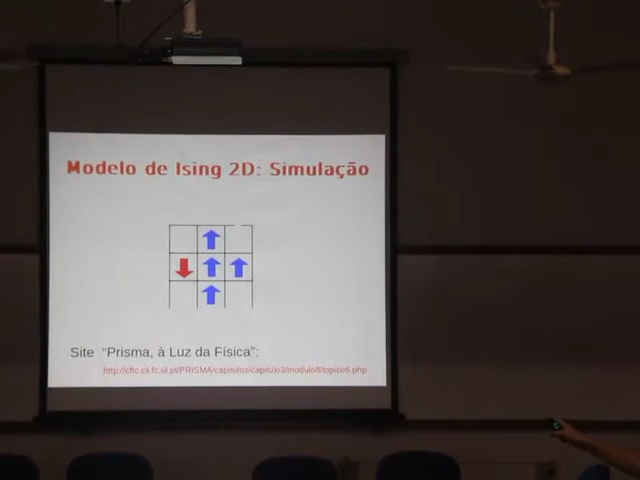 Modelo de Ising 2D: Simulação
Site “Prisma, à Luz da Física”:
http://cftc.cii.fc.ul.pt/PRISMA/capitulos/capitulo3/modulo8/topico6.php